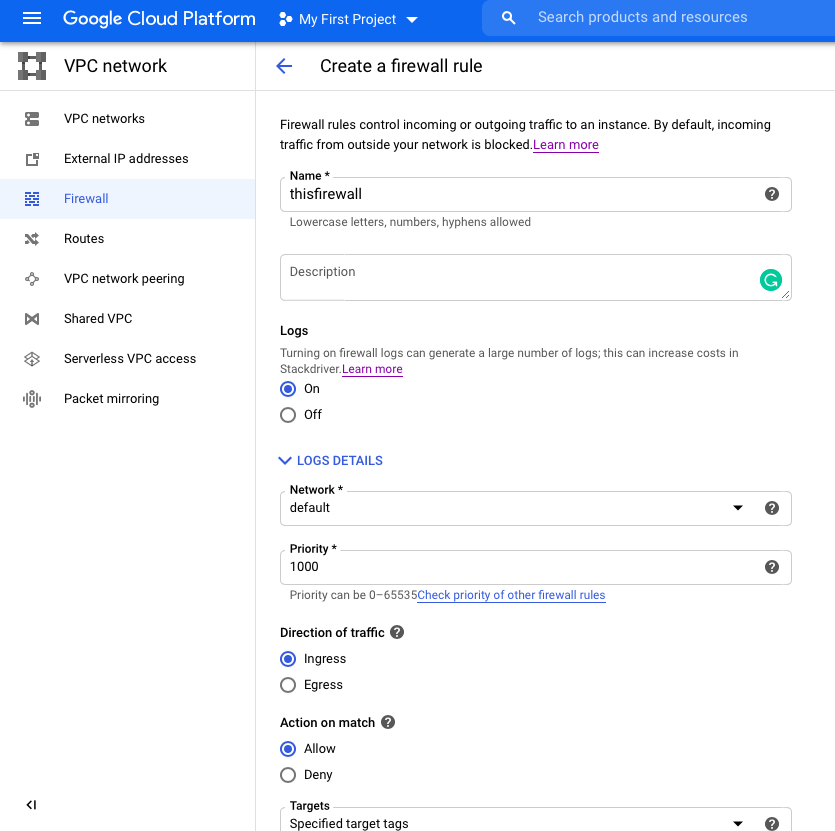 Google Cloud Platform
My First Project
Search products and resources
VPC network
Create a firewall rule
VPC networks
External IP addresses
Firewall
Routes
VPC network peering
Shared VPC
Serverless VPC access
Packet mirroring
Firewall rules control incoming or outgoing traffic to an instance. By default, incoming
traffic from outside your network is blocked.Learn more
Name *
thisfirewall
Lowercase letters, numbers, hyphens allowed
Description
Logs
Turning on firewall logs can generate a large number of logs; this can increase costs in
Stackdriver.Learn more
On
Off
LOGS DETAILS
Network *
default
Priority *
1000
Priority can be 0–65535Check priority of other firewall rules
Direction of traffic
Ingress
Egress
Action on match
Allow
Deny
Targets
Specified target tags